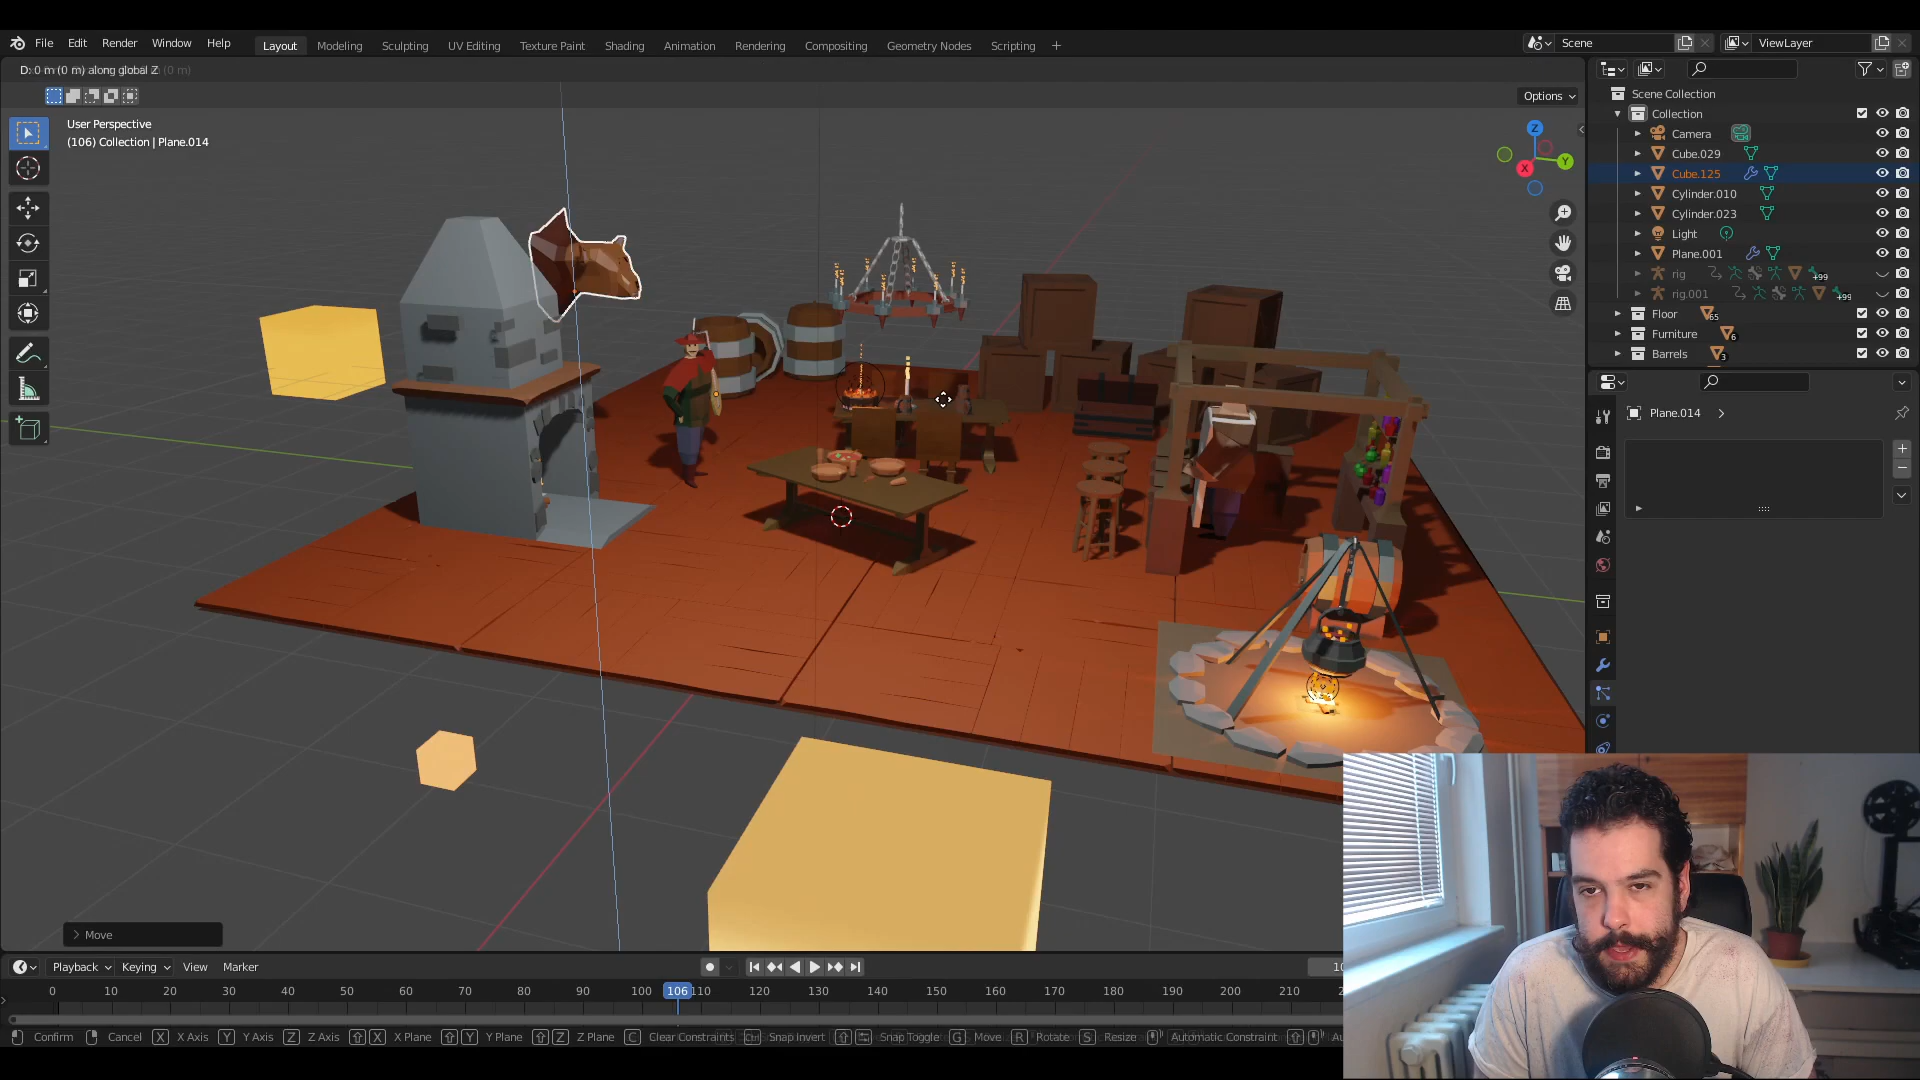 File Edit Render Window Help Layout Modeling Sculpting UV Editing Texture Paint Shading Animation Rendering Compositing Geometry Nodes Scripting + Scene ViewLayer
D: 0 m (0 m) along global Z
Options
User Perspective
(106) Collection | Plane.014
Z
Y
X
Scene Collection
Collection
Camera
Cube.029
Cube.125
Cylinder.010
Cylinder.023
Light
Plane.001
rig +99
rig.001 +99
Floor 65
Furniture 6
Barrels 3
Plane.014
Move
Playback Keying View Marker
0 10 20 30 40 50 60 70 80 90 106 110 120 130 140 150 160 170 180 190 200 210
Confirm Cancel X X Axis Y Y Axis Z Z Axis X X Plane Y Y Plane Z Z Plane C Clear Constraints Snap Invert Snap Toggle G Move R Rotate S Resize Automatic Constraint